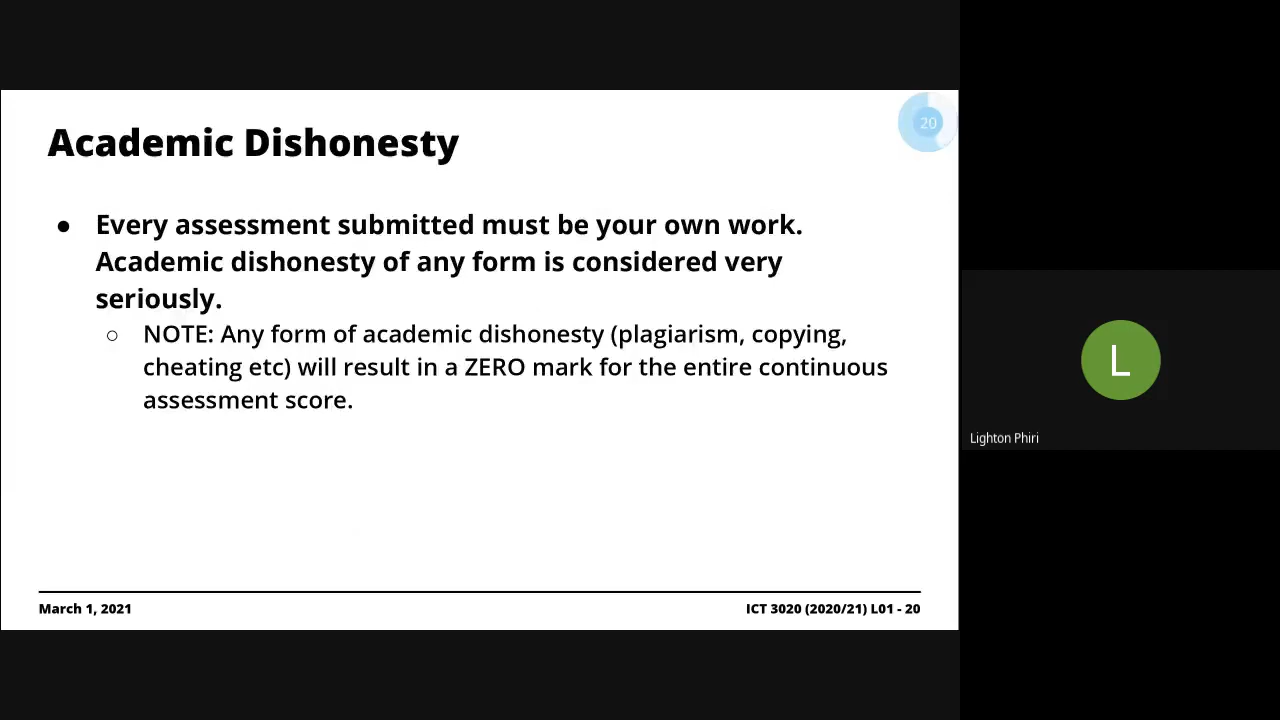 Academic Dishonesty
20
● Every assessment submitted must be your own work.
Academic dishonesty of any form is considered very
seriously.
○ NOTE: Any form of academic dishonesty (plagiarism, copying,
cheating etc) will result in a ZERO mark for the entire continuous
assessment score.
March 1, 2021
ICT 3020 (2020/21) L01 - 20
L
Lighton Phiri